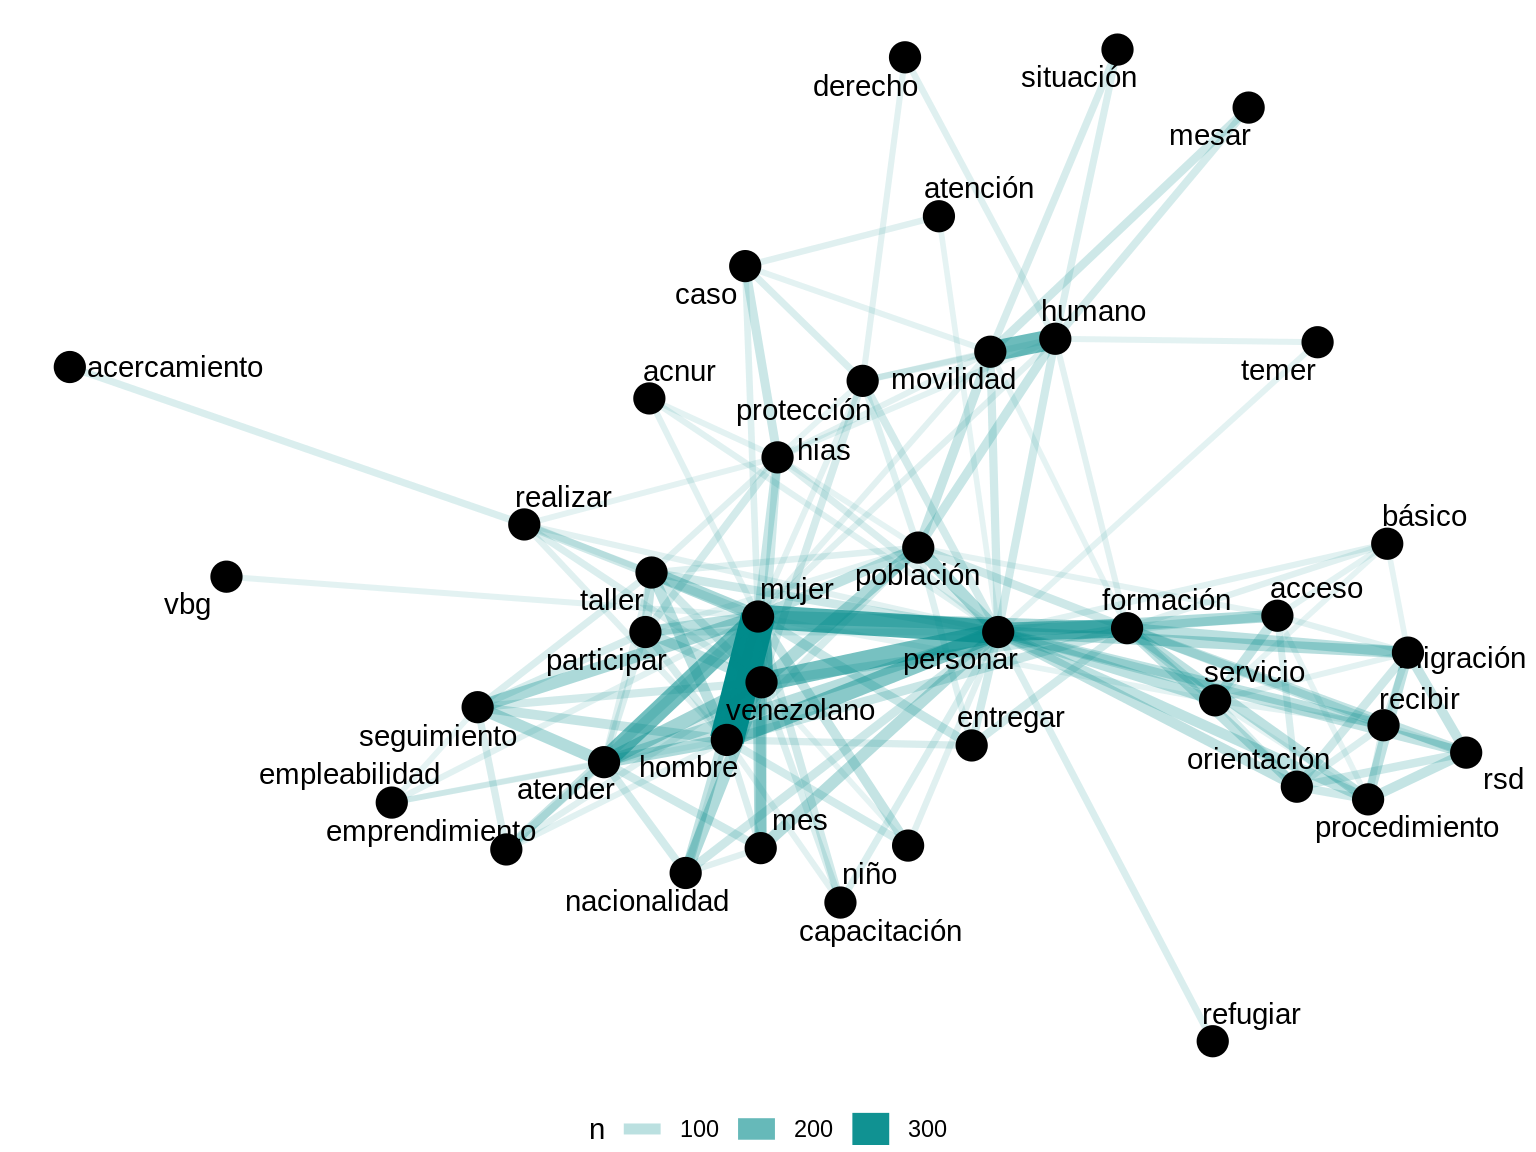 derecho
situación
mesar
atención
caso
humano
acercamiento
acnur
movilidad
temer
protección
hias
realizar
básico
vbg
taller
mujer
población
formación
acceso
participar
personar
migración
servicio
seguimiento
venezolano
entregar
recibir
empleabilidad
hombre
orientación
atender
rsd
emprendimiento
mes
procedimiento
nacionalidad
niño
capacitación
refugiar
n 100 200 300